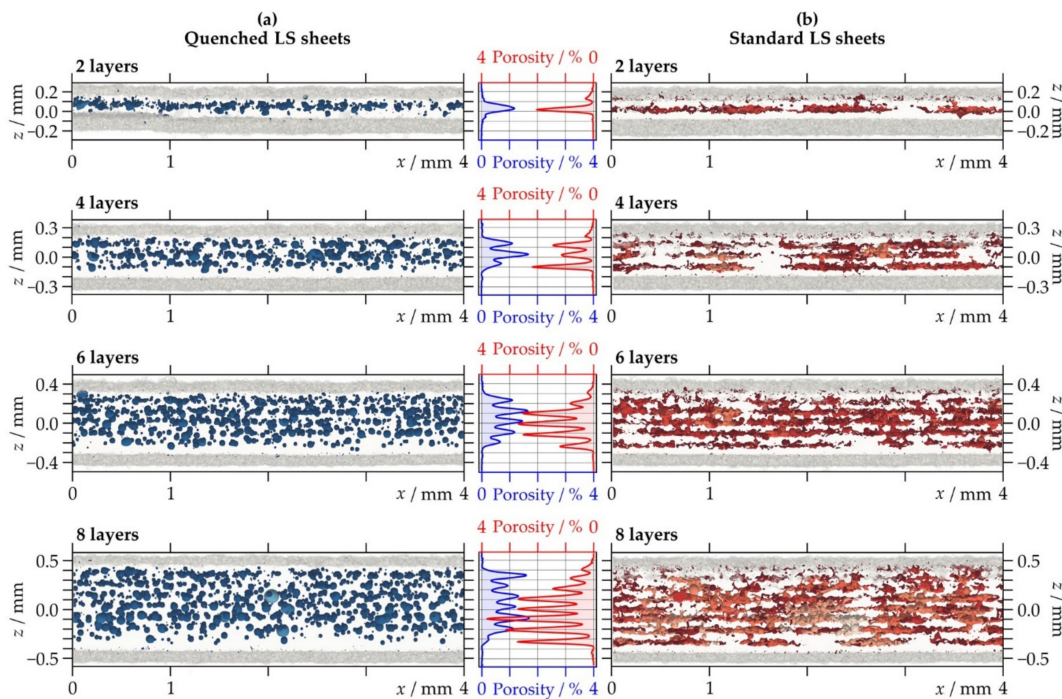 (a)
Quenched LS sheets
(b)
Standard LS sheets
2 layers
4 Porosity / % 0
2 layers
z / mm
0.2
0.0
−0.2
0.2
0.0
−0.2
z / mm
0 1 x / mm 4
0 Porosity / % 4
0 1 x / mm 4
4 layers
4 Porosity / % 0
4 layers
z / mm
0.3
0.0
−0.3
0.3
0.0
−0.3
z / mm
0 1 x / mm 4
0 Porosity / % 4
0 1 x / mm 4
6 layers
4 Porosity / % 0
6 layers
z / mm
0.4
0.0
−0.4
0.4
0.0
−0.4
z / mm
0 1 x / mm 4
0 Porosity / % 4
0 1 x / mm 4
8 layers
4 Porosity / % 0
8 layers
z / mm
0.5
0.0
−0.5
0.5
0.0
−0.5
z / mm
0 1 x / mm 4
0 Porosity / % 4
0 1 x / mm 4